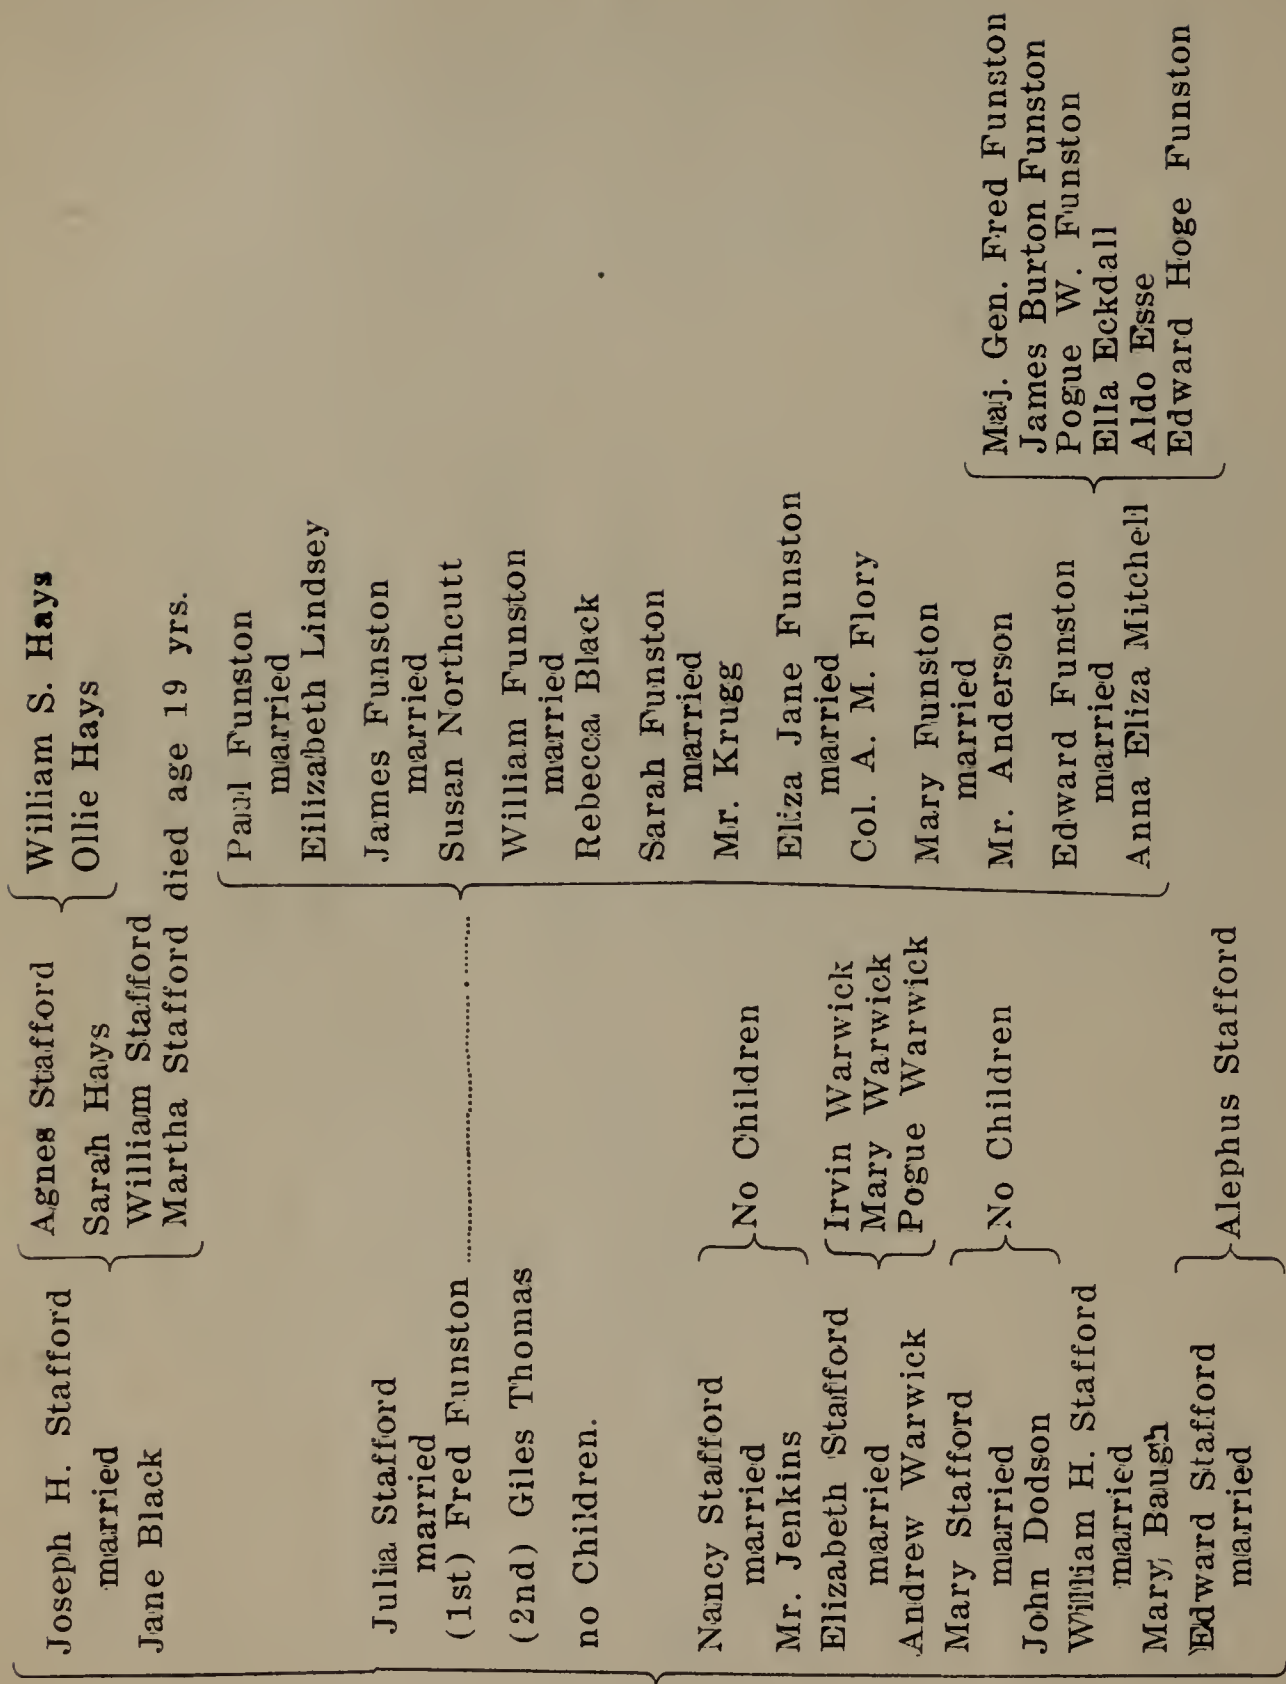 Joseph H. Stafford
married
Jane Black
Agnes Stafford
Sarah Hays
William Stafford
Martha Stafford died age 19 yrs.
William S. Hays
Ollie Hays
Julia Stafford
married
(1st) Fred Funston
(2nd) Giles Thomas
no Children.
Paul Funston
married
Eilizabeth Lindsey
James Funston
married
Susan Northcutt
William Funston
married
Rebecca Black
Sarah Funston
married
Mr. Krugg
Eliza Jane Funston
married
Col. A. M. Flory
Mary Funston
married
Mr. Anderson
Edward Funston
married
Anna Eliza Mitchell
Maj. Gen. Fred Funston
James Burton Funston
Pogue W. Funston
Ella Eckdall
Aldo Esse
Edward Hoge Funston
Nancy Stafford
married
Mr. Jenkins
No Children
Elizabeth Stafford
married
Andrew Warwick
Irvin Warwick
Mary Warwick
Pogue Warwick
Mary Stafford
married
John Dodson
No Children
William H. Stafford
married
Mary Baugh
Edward Stafford
married
Alephus Stafford